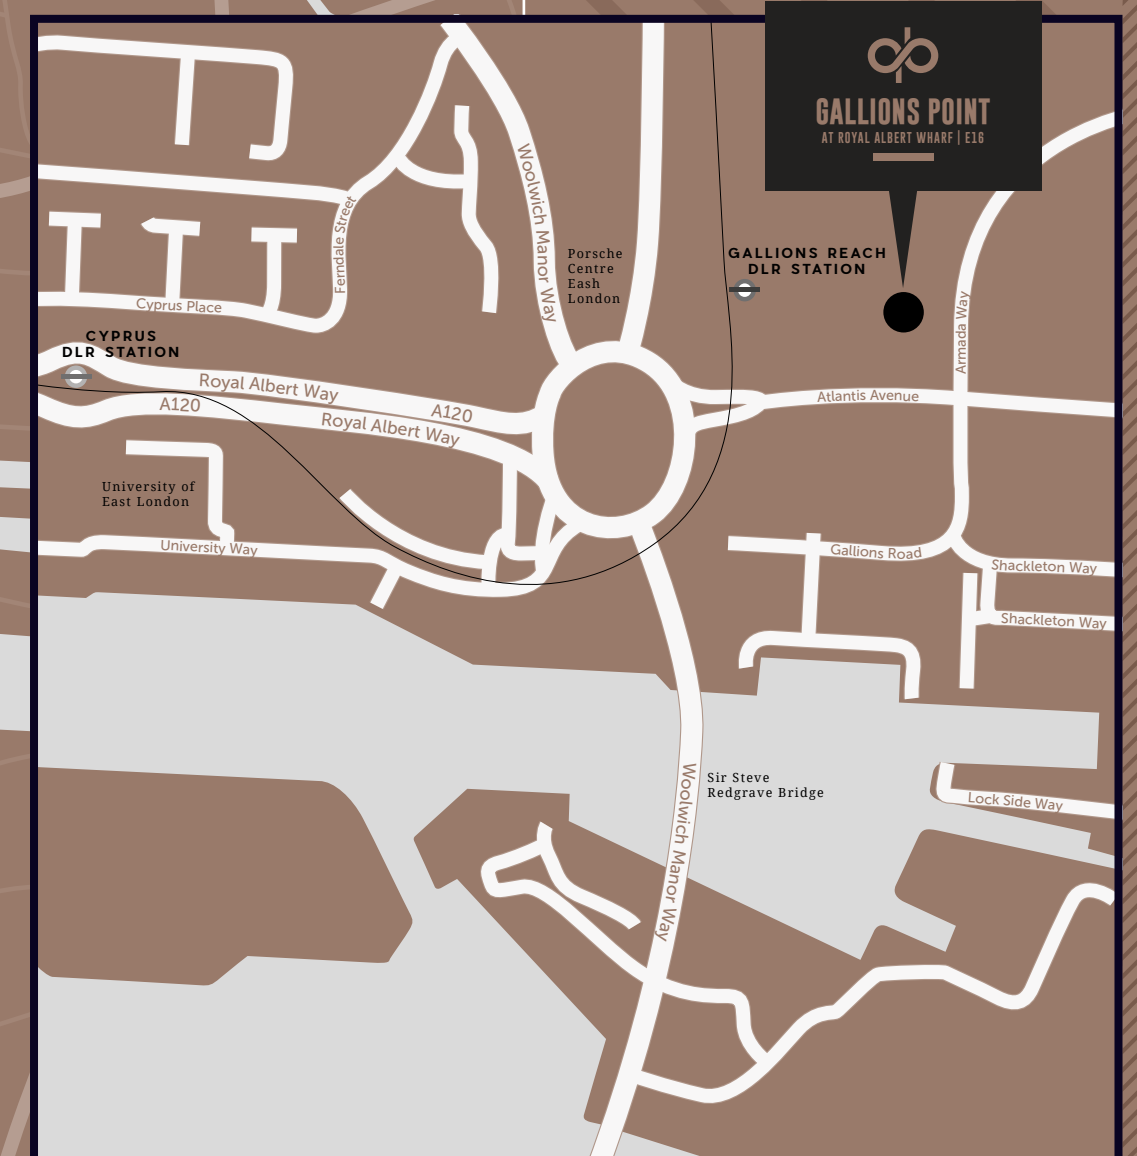 GALLIONS POINT
AT ROYAL ALBERT WHARF | E16
Woolwich Manor Way
Ferndale Street
Porsche
Centre
Eash
London
GALLIONS REACH
DLR STATION
Cyprus Place
Armada Way
CYPRUS
DLR STATION
Royal Albert Way
A120
Atlantis Avenue
A120
Royal Albert Way
University of
East London
University Way
Gallions Road
Shackleton Way
Shackleton Way
Sir Steve
Redgrave Bridge
Woolwich Manor Way
Lock Side Way